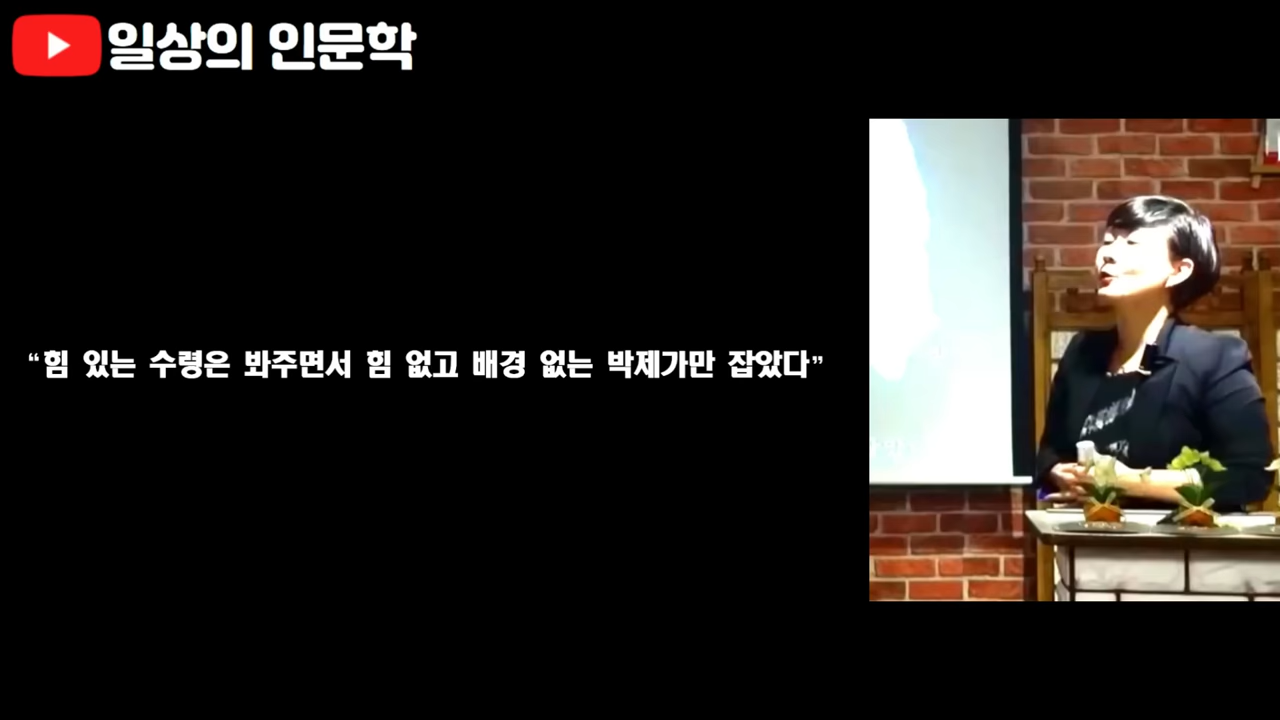 일상의 인문학
“힘 있는 수령은 봐주면서 힘 없고 배경 없는 박제가만 잡았다”